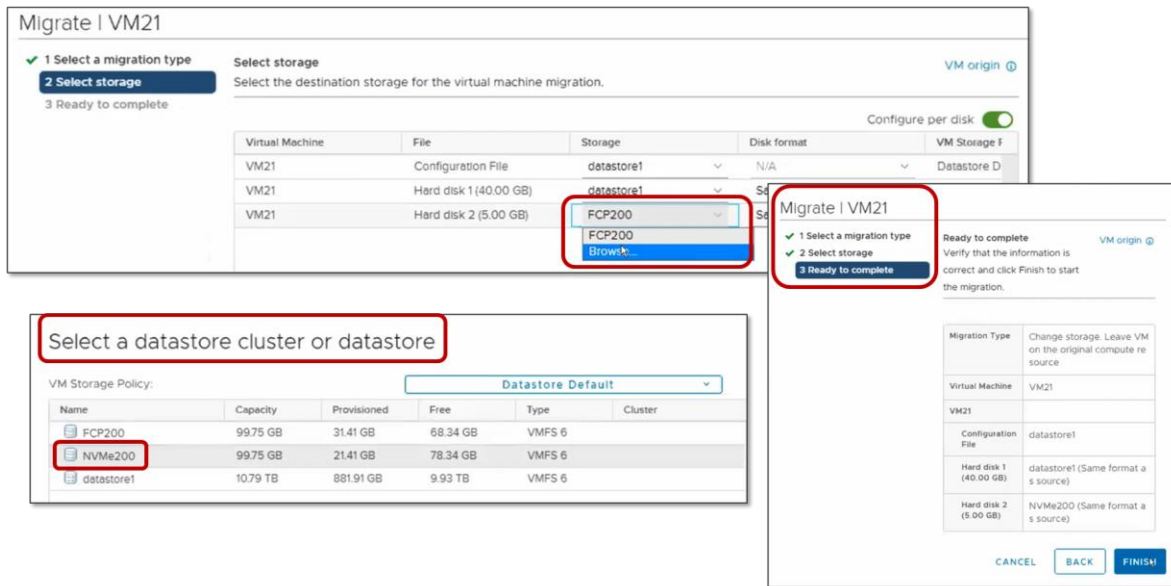 Migrate | VM21
1 Select a migration type
2 Select storage
3 Ready to complete
Select storage
VM origin
Select the destination storage for the virtual machine migration.
Configure per disk
Virtual Machine File Storage Disk format VM Storage P
VM21 Configuration File datastore1 N/A Datastore D
VM21 Hard disk 1 (40.00 GB) datastore1 Sa
VM21 Hard disk 2 (5.00 GB) FCP200 Sa
FCP200
Browse...
Select a datastore cluster or datastore
VM Storage Policy: Datastore Default
Name Capacity Provisioned Free Type Cluster
FCP200 99.75 GB 31.41 GB 68.34 GB VMFS 6
NVMe200 99.75 GB 21.41 GB 78.34 GB VMFS 6
datastore1 10.79 TB 881.91 GB 9.93 TB VMFS 6
Migrate | VM21
1 Select a migration type
2 Select storage
3 Ready to complete
Ready to complete
VM origin
Verify that the information is
correct and click Finish to start
the migration.
Migration Type Change storage. Leave VM
on the original compute re
source
Virtual Machine VM21
VM21
Configuration datastore1
File
Hard disk 1 datastore1 (Same format a
(40.00 GB) s source)
Hard disk 2 NVMe200 (Same format a
(5.00 GB) s source)
CANCEL BACK FINISH